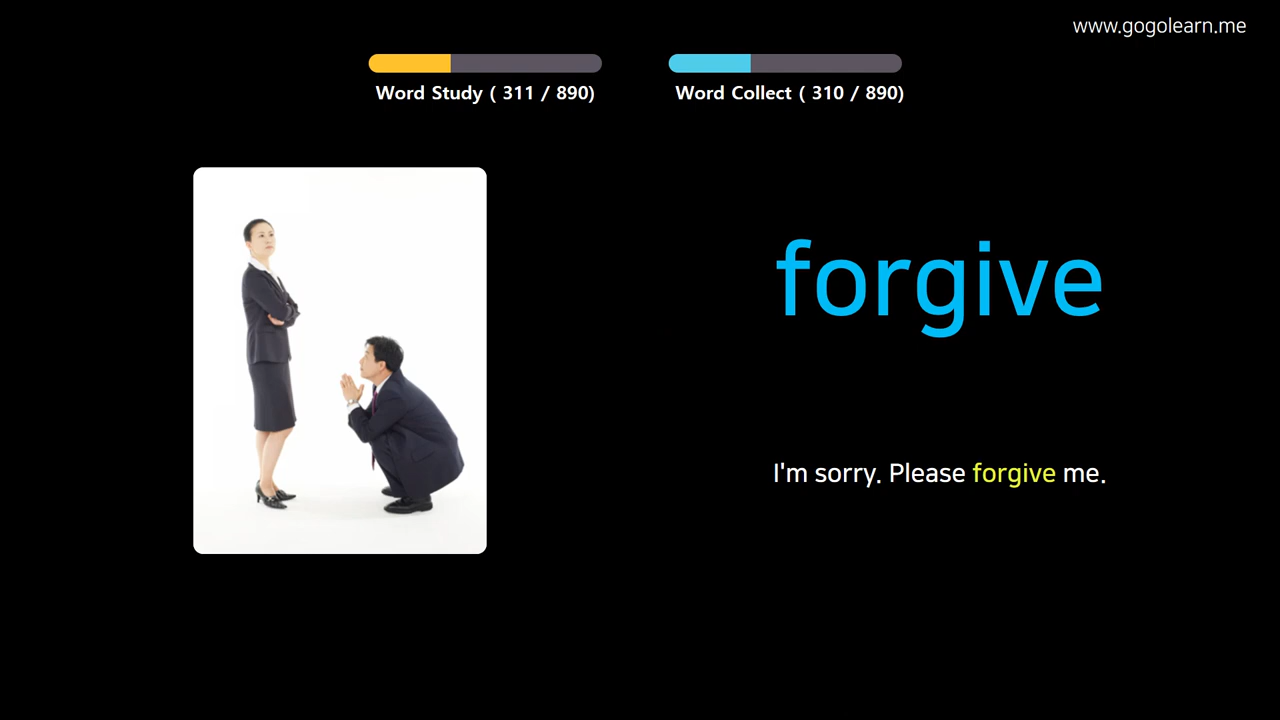 www.gogolearn.me
Word Study ( 311 / 890)
Word Collect ( 310 / 890)
forgive
I'm sorry. Please forgive me.